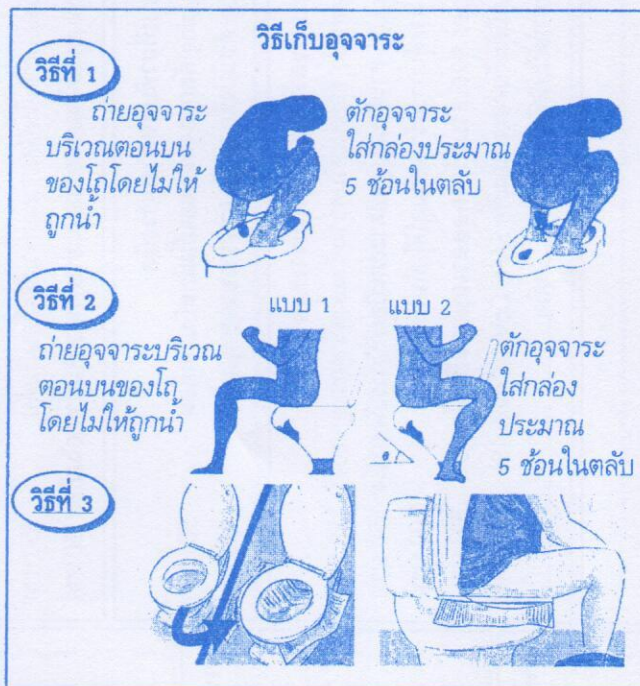 วิธีเก็บอุจจาระ
วิธีที่ 1
ถ่ายอุจจาระ
บริเวณตอนบน
ของโถโดยไม่ให้
ถูกน้ำ
ตักอุจจาระ
ใส่กล่องประมาณ
5 ช้อนในตลับ
วิธีที่ 2
แบบ 1
แบบ 2
ถ่ายอุจจาระบริเวณ
ตอนบนของโถ
โดยไม่ให้ถูกน้ำ
ตักอุจจาระ
ใส่กล่อง
ประมาณ
5 ช้อนในตลับ
วิธีที่ 3